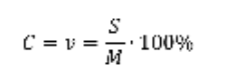 C = v = S/M · 100%